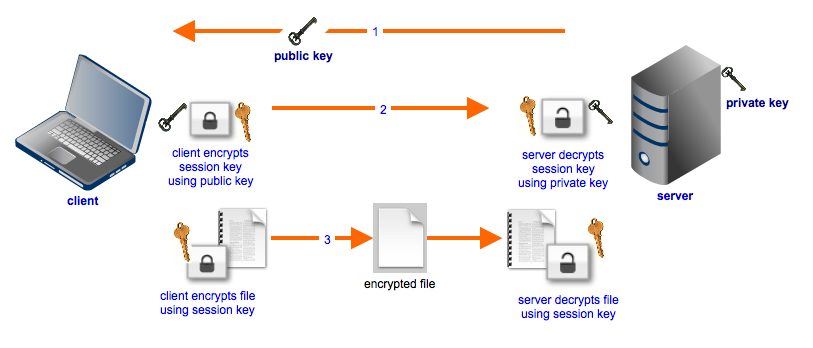 1
public key
private key
client encrypts
session key
using public key
2
server decrypts
session key
using private key
client
server
3
encrypted file
client encrypts file
using session key
server decrypts file
using session key